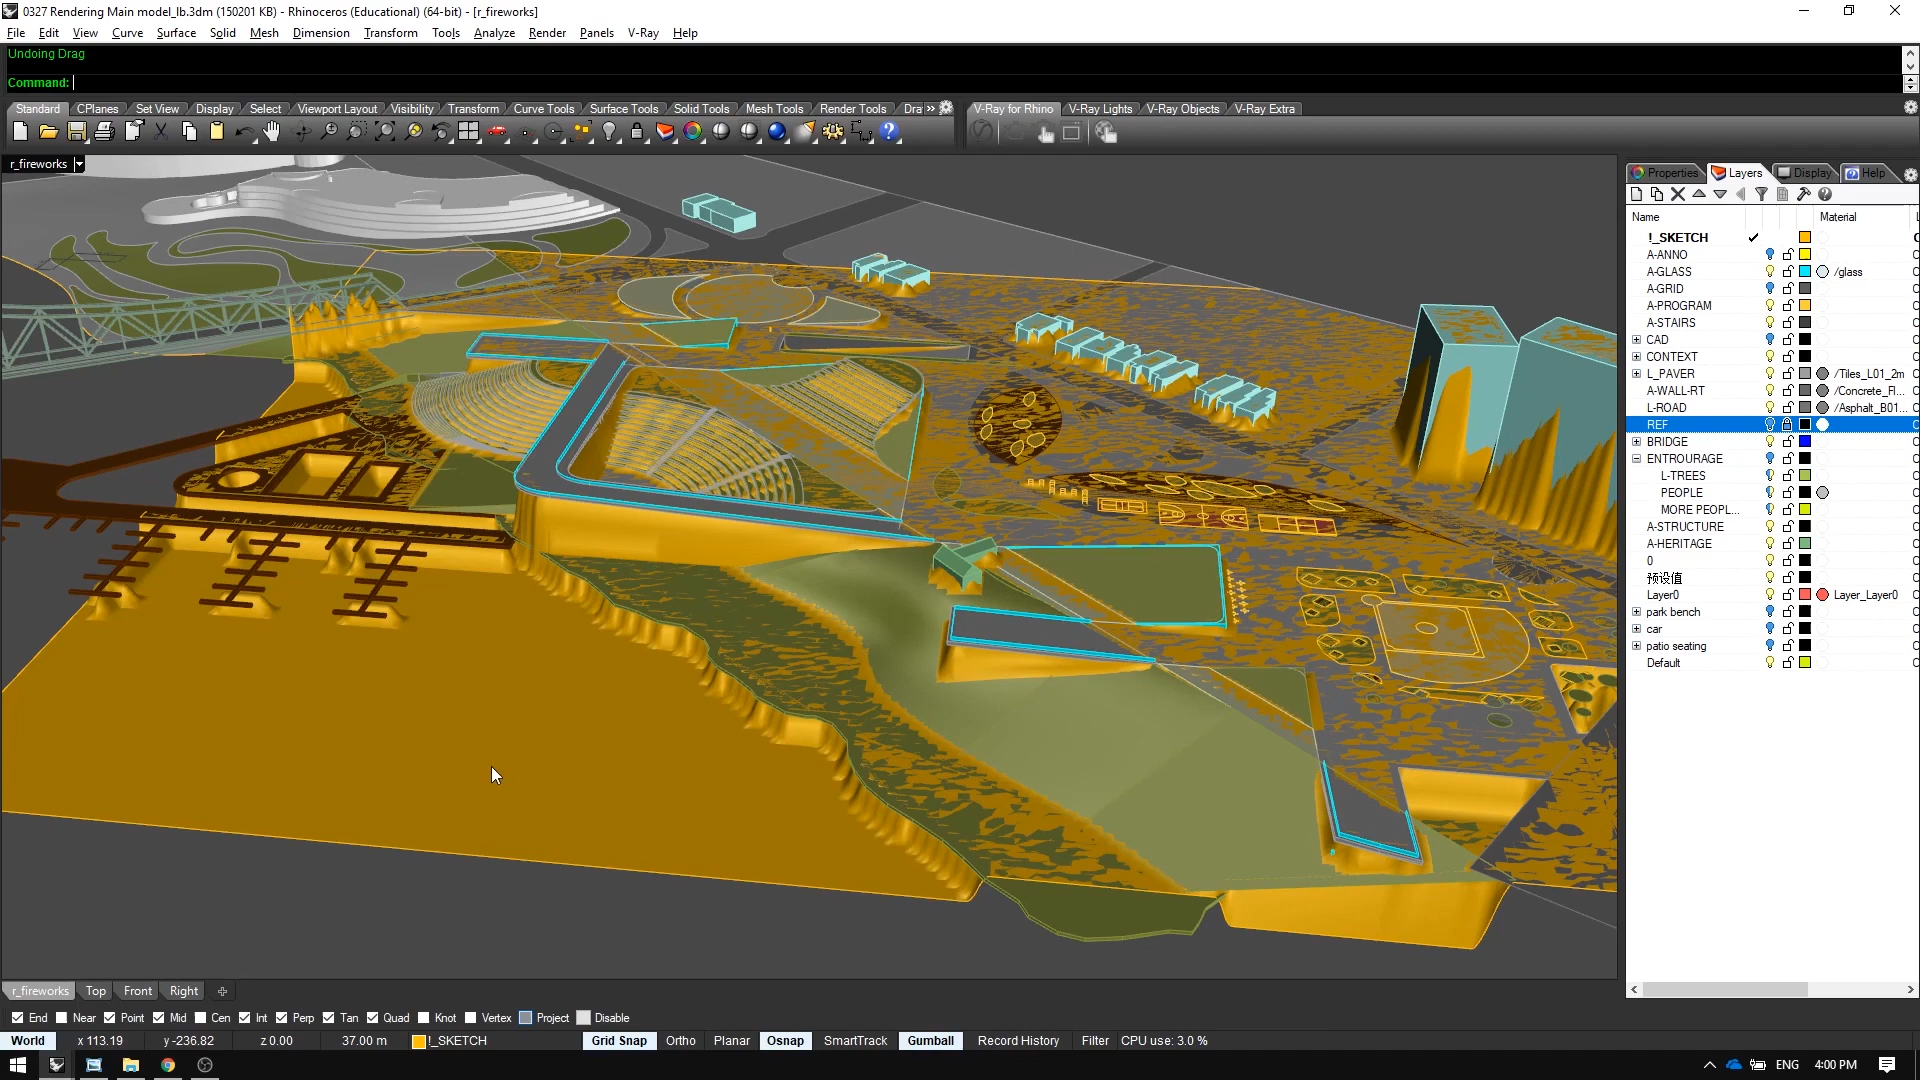 0327 Rendering Main model_lb.3dm (150201 KB) - Rhinoceros (Educational) (64-bit) - [r_fireworks]
File Edit View Curve Surface Solid Mesh Dimension Transform Tools Analyze Render Panels V-Ray Help
Undoing Drag
Command:
Standard CPlanes Set View Display Select Viewport Layout Visibility Transform Curve Tools Surface Tools Solid Tools Mesh Tools Render Tools Dra » V-Ray for Rhino V-Ray Lights V-Ray Objects V-Ray Extra
r_fireworks
Properties Layers Display Help
Name Material
!_SKETCH
A-ANNO
A-GLASS /glass
A-GRID
A-PROGRAM
A-STAIRS
CAD
CONTEXT
L_PAVER /Tiles_L01_2m
A-WALL-RT /Concrete_Fl...
L-ROAD /Asphalt_B01...
REF
BRIDGE
ENTOURAGE
L-TREES
PEOPLE
MORE PEOPL...
A-STRUCTURE
A-HERITAGE
0
预设值
Layer0 Layer_Layer0
park bench
car
patio seating
Default
r_fireworks Top Front Right
End Near Point Mid Cen Int Perp Tan Quad Knot Vertex Project Disable
World x 113.19 y -236.82 z 0.00 37.00 m !_SKETCH Grid Snap Ortho Planar Osnap SmartTrack Gumball Record History Filter CPU use: 3.0 %
ENG 4:00 PM